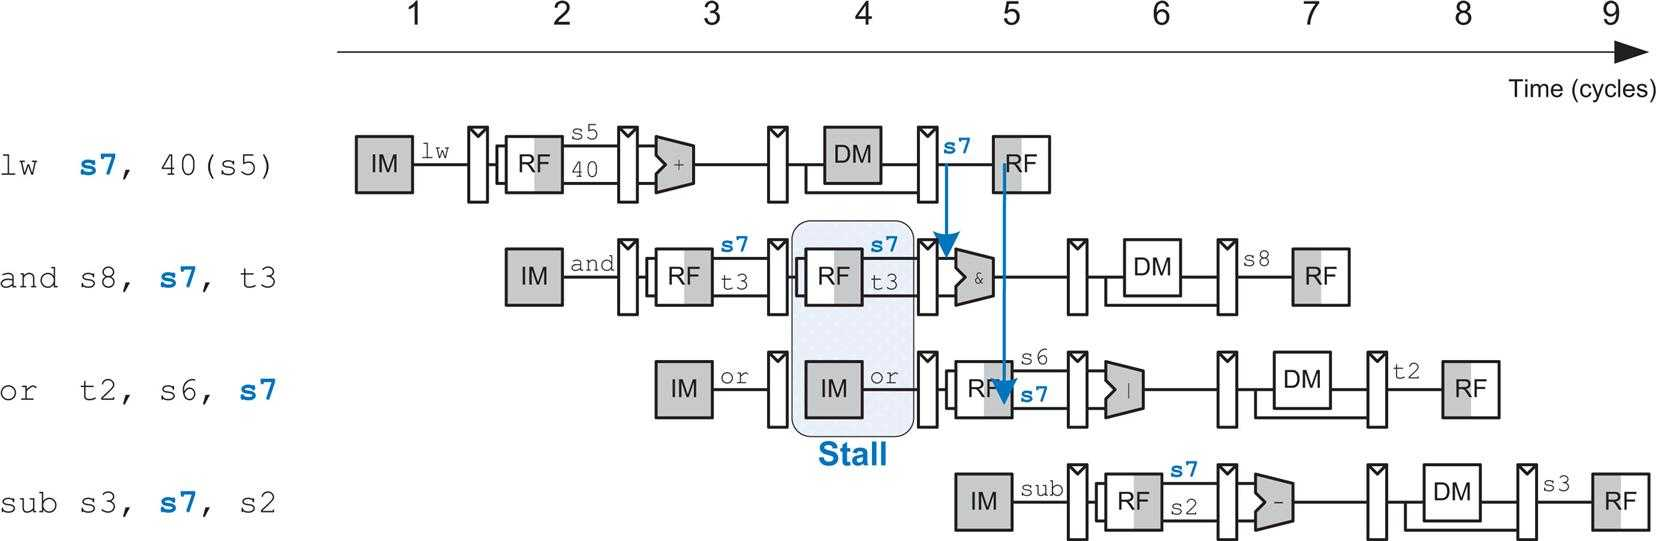 1 2 3 4 5 6 7 8 9
Time (cycles)
s5
lw s7, 40(s5) IM lw RF 40 + DM s7 RF
s7 s7
and s8, s7, t3 IM and RF t3 RF t3 & DM s8 RF
s6
or t2, s6, s7 IM or IM or RF s7 | DM t2 RF
Stall
s7
sub s3, s7, s2 IM sub RF s2 - DM s3 RF